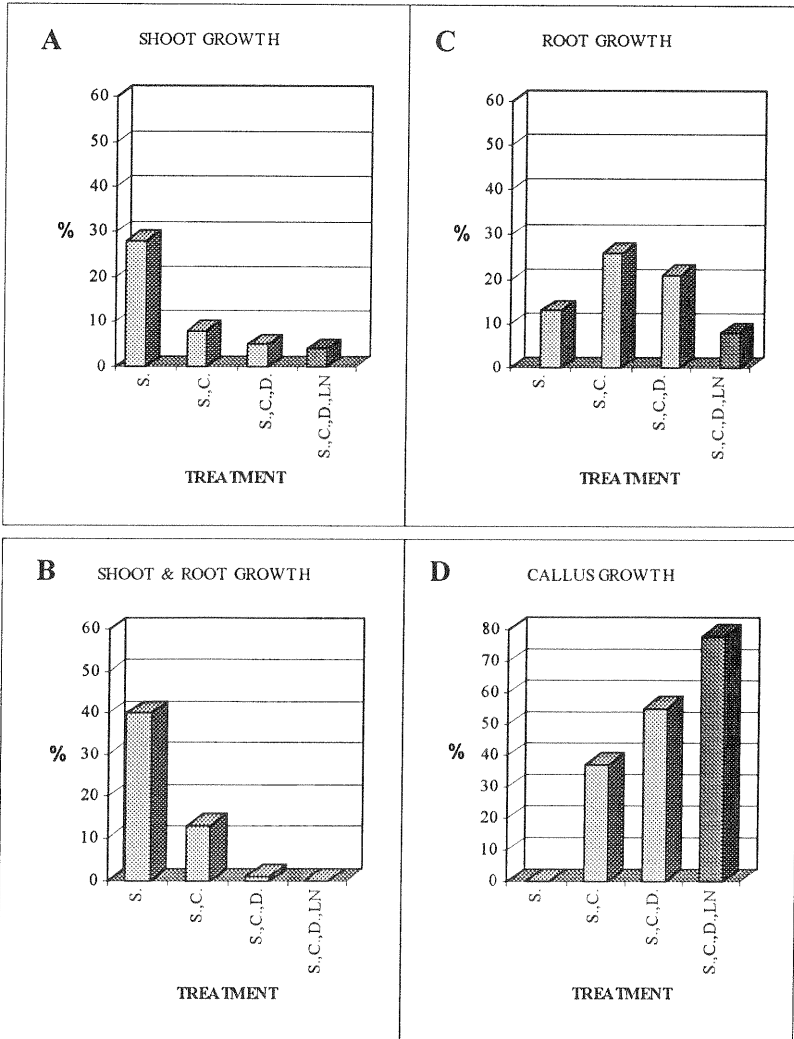 A SHOOT GROWTH
60
50
40
30
20
10
0
%
S.
S.,C.
S.,C.,D.
S.,C.,D.,LN
TREATMENT
C ROOT GROWTH
60
50
40
30
20
10
0
%
S.
S.,C.
S.,C.,D.
S.,C.,D.,LN
TREATMENT
B SHOOT & ROOT GROWTH
60
50
40
30
20
10
0
%
S.
S.,C.
S.,C.,D.
S.,C.,D.,LN
TREATMENT
D CALLUS GROWTH
80
70
60
50
40
30
20
10
0
%
S.
S.,C.
S.,C.,D.
S.,C.,D.,LN
TREATMENT